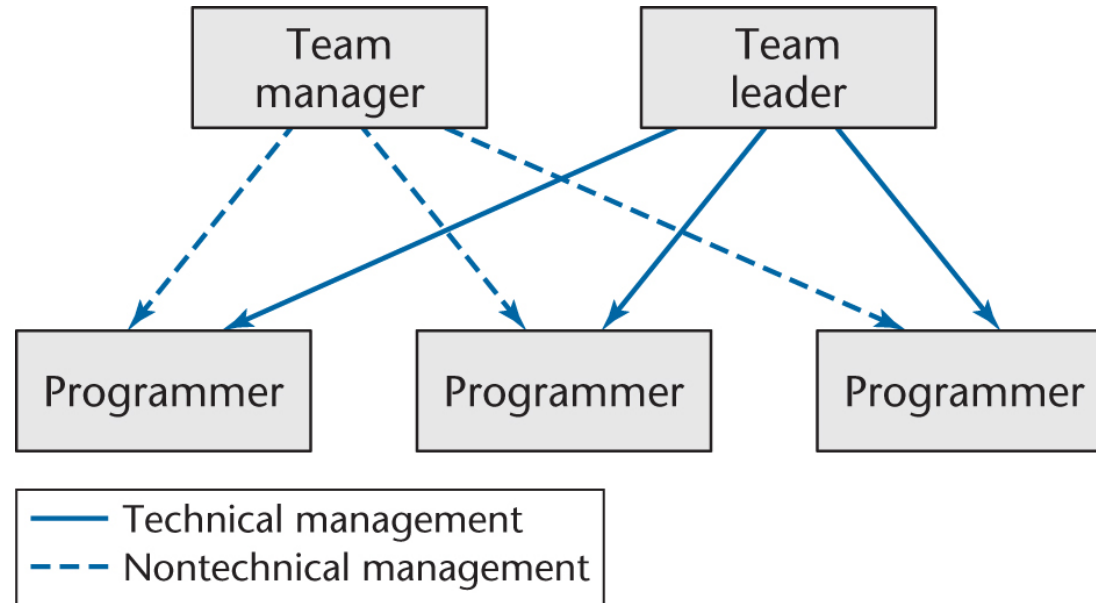 Team
manager
Team
leader
Programmer
Programmer
Programmer
Technical management
Nontechnical management